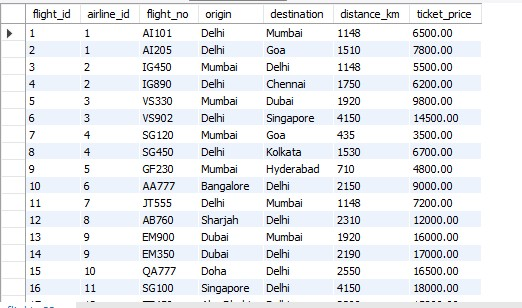 flight_id airline_id flight_no origin destination distance_km ticket_price
1 1 AI101 Delhi Mumbai 1148 6500.00
2 1 AI205 Delhi Goa 1510 7800.00
3 2 IG450 Mumbai Delhi 1148 5500.00
4 2 IG890 Delhi Chennai 1750 6200.00
5 3 VS330 Mumbai Dubai 1920 9800.00
6 3 VS902 Delhi Singapore 4150 14500.00
7 4 SG120 Mumbai Goa 435 3500.00
8 4 SG450 Delhi Kolkata 1530 6700.00
9 5 GF230 Mumbai Hyderabad 710 4800.00
10 6 AA777 Bangalore Delhi 2150 9000.00
11 7 JT555 Delhi Mumbai 1148 7200.00
12 8 AB760 Sharjah Delhi 2310 12000.00
13 9 EM900 Dubai Mumbai 1920 16000.00
14 9 EM350 Dubai Delhi 2190 17000.00
15 10 QA777 Doha Delhi 2550 16500.00
16 11 SG100 Singapore Delhi 4150 18000.00